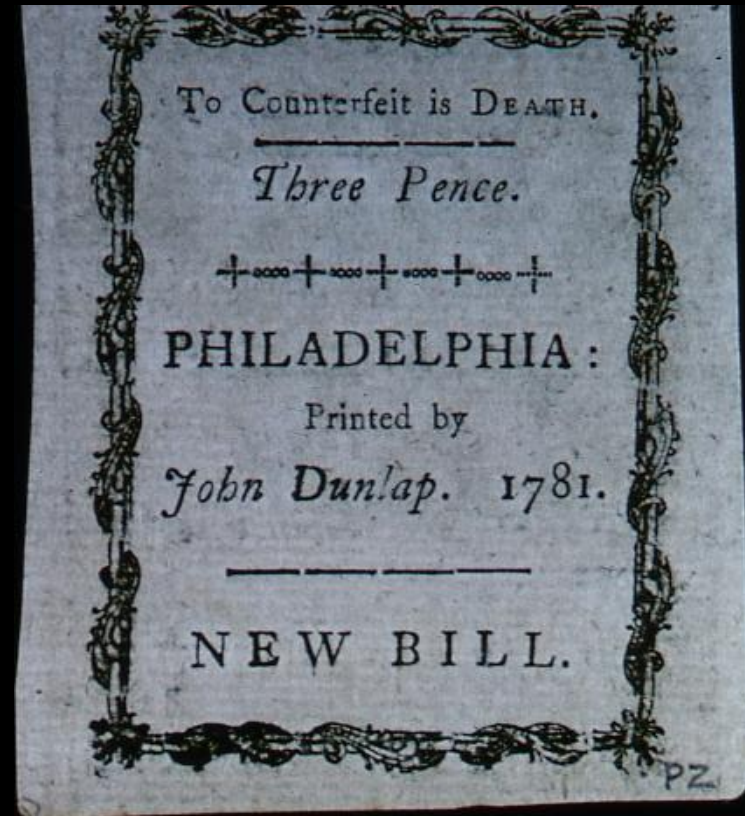 To Counterfeit is DEATH.
Three Pence.
PHILADELPHIA:
Printed by
John Dunlap. 1781.
NEW BILL.
PZ